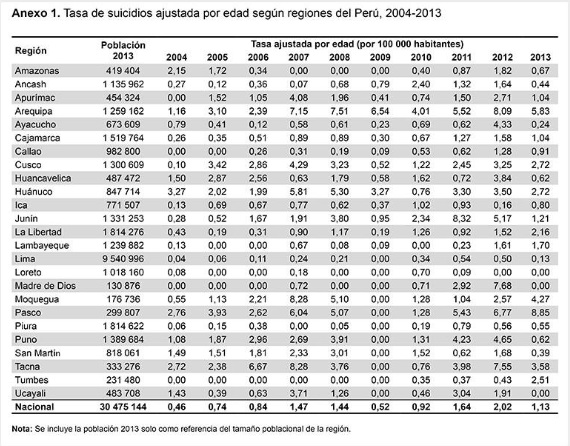 Anexo 1. Tasa de suicidios ajustada por edad según regiones del Perú, 2004-2013
Región Población 2013 Tasa ajustada por edad (por 100 000 habitantes)
2004 2005 2006 2007 2008 2009 2010 2011 2012 2013
Amazonas 419 404 2,15 1,72 0,34 0,00 0,00 0,00 0,40 0,87 1,82 0,67
Ancash 1 135 962 0,27 0,12 0,36 0,07 0,68 0,79 2,40 1,32 1,64 0,44
Apurímac 454 324 0,00 1,52 1,05 4,08 1,96 0,41 0,74 1,50 2,71 1,04
Arequipa 1 259 162 1,16 3,10 2,39 7,15 7,51 6,54 4,01 5,52 8,09 5,83
Ayacucho 673 609 0,79 0,41 0,12 0,58 0,61 0,23 0,69 0,62 4,33 0,24
Cajamarca 1 519 764 0,26 0,35 0,51 0,89 0,89 0,30 0,67 1,27 1,58 1,04
Callao 982 800 0,00 0,00 0,26 0,31 0,19 0,09 0,53 0,62 1,28 0,91
Cusco 1 300 609 0,10 3,42 2,86 4,29 3,23 0,52 1,22 2,45 3,25 2,72
Huancavelica 487 472 1,50 2,87 2,56 0,63 1,79 0,58 1,62 0,72 3,84 0,62
Huánuco 847 714 3,27 2,02 1,99 5,81 5,30 3,27 0,76 3,30 3,50 2,72
Ica 771 507 0,13 0,69 0,67 0,77 0,62 0,37 1,02 0,93 0,16 0,80
Junín 1 331 253 0,28 0,52 1,67 1,91 3,80 0,95 2,34 8,32 5,17 1,21
La Libertad 1 814 276 0,43 0,19 0,31 0,90 1,17 0,19 1,26 0,92 1,52 2,16
Lambayeque 1 239 882 0,13 0,00 0,00 0,67 0,08 0,09 0,00 0,23 1,61 1,70
Lima 9 540 996 0,04 0,06 0,11 0,24 0,21 0,00 0,34 0,54 0,50 0,13
Loreto 1 018 160 0,08 0,00 0,00 0,18 0,00 0,00 0,70 0,09 0,00 0,00
Madre de Dios 130 876 0,00 0,00 0,00 0,72 0,00 0,00 0,71 2,92 7,68 0,00
Moquegua 176 736 0,55 1,13 2,21 8,28 5,10 0,00 1,28 1,04 2,57 4,27
Pasco 299 807 2,76 3,93 2,62 6,04 5,07 0,00 1,28 5,43 6,77 8,85
Piura 1 814 622 0,06 0,15 0,38 0,00 0,05 0,00 0,19 0,79 0,56 0,55
Puno 1 389 684 1,08 1,87 2,96 2,69 3,91 0,00 1,31 4,23 4,65 0,62
San Martín 818 061 1,49 1,51 1,81 2,33 3,01 0,00 1,52 0,62 1,68 0,39
Tacna 333 276 2,72 2,38 6,67 8,28 3,76 0,00 0,76 3,98 7,55 3,58
Tumbes 231 480 0,00 0,00 0,00 0,00 0,00 0,00 0,35 0,37 0,43 2,51
Ucayali 483 708 1,43 0,39 0,63 3,71 1,26 0,00 0,46 3,04 1,91 0,00
Nacional 30 475 144 0,46 0,74 0,84 1,47 1,44 0,52 0,92 1,64 2,02 1,13
Nota: Se incluye la población 2013 solo como referencia del tamaño poblacional de la región.